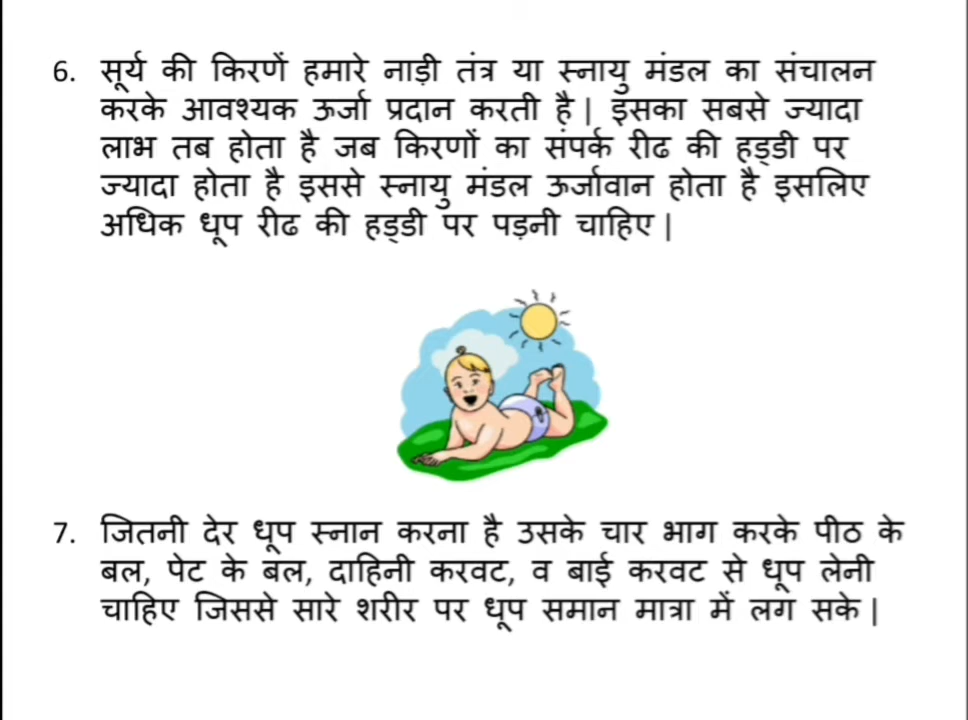 6. सूर्य की किरणें हमारे नाड़ी तंत्र या स्नायु मंडल का संचालन
करके आवश्यक ऊर्जा प्रदान करती है| इसका सबसे ज्यादा
लाभ तब होता है जब किरणों का संपर्क रीढ की हड्डी पर
ज्यादा होता है इससे स्नायु मंडल ऊर्जावान होता है इसलिए
अधिक धूप रीढ की हड्डी पर पड़नी चाहिए|
7. जितनी देर धूप स्नान करना है उसके चार भाग करके पीठ के
बल, पेट के बल, दाहिनी करवट, व बाई करवट से धूप लेनी
चाहिए जिससे सारे शरीर पर धूप समान मात्रा में लग सके|